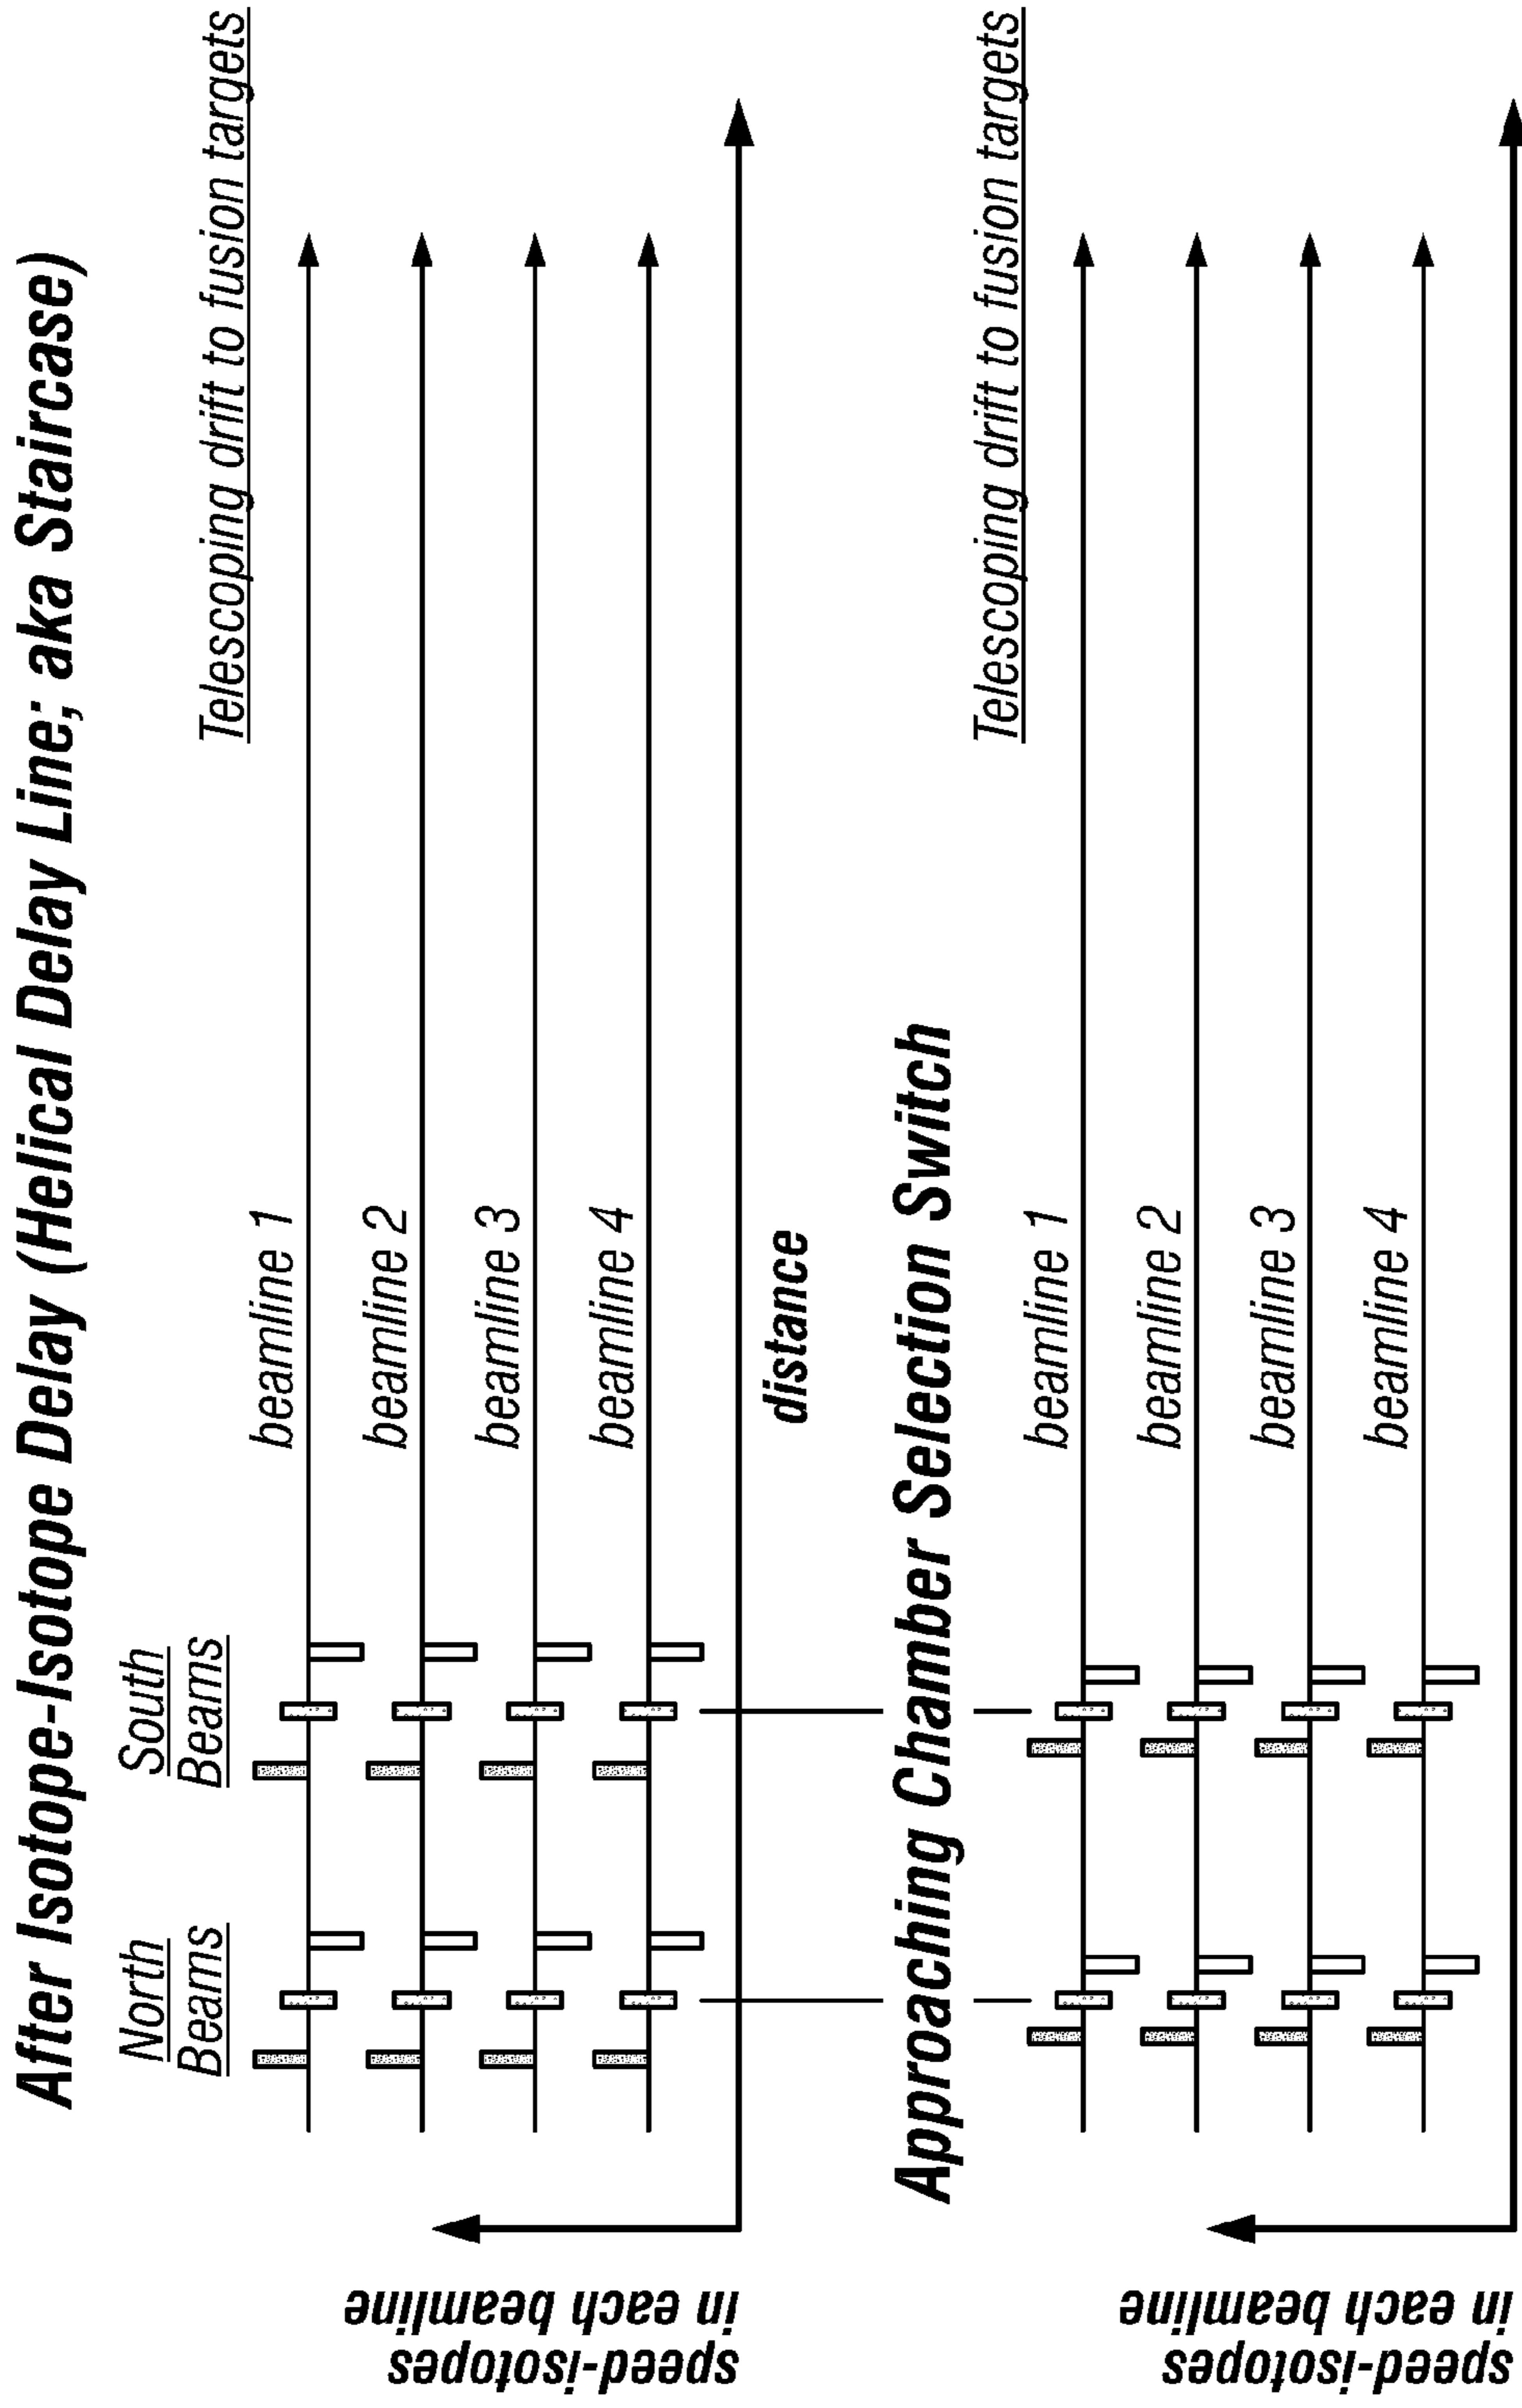 After Isotope-Isotope Delay (Helical Delay Line; aka Staircase)
North
Beams
South
Beams
Telescoping drift to fusion targets
beamline 1
beamline 2
beamline 3
beamline 4
speed-isotopes
in each beamline
distance
Approaching Chamber Selection Switch
Telescoping drift to fusion targets
beamline 1
beamline 2
beamline 3
beamline 4
speed-isotopes
in each beamline